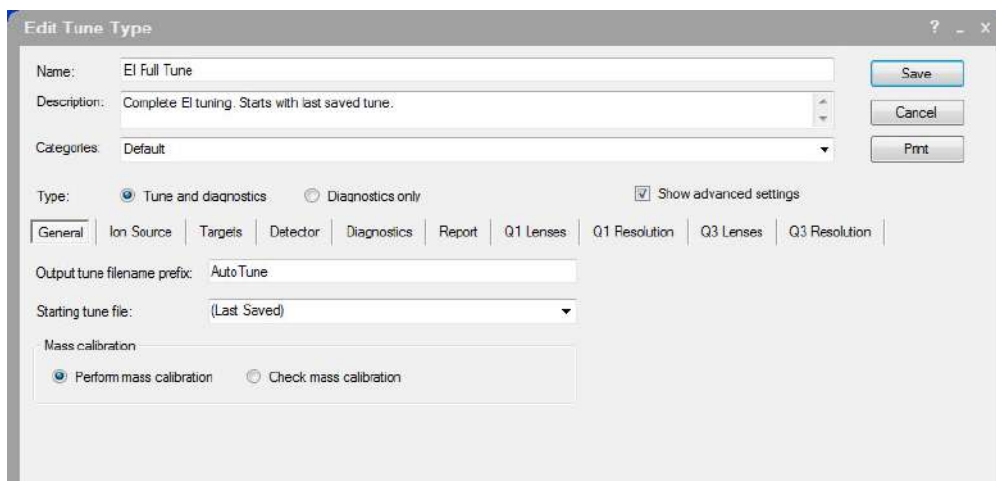 Edit Tune Type ? _ X
Name: EI Full Tune Save
Description: Complete EI tuning. Starts with last saved tune. Cancel
Categories: Default Print
Type: Tune and diagnostics Diagnostics only Show advanced settings
General Ion Source Targets Detector Diagnostics Report Q1 Lenses Q1 Resolution Q3 Lenses Q3 Resolution
Output tune filename prefix: AutoTune
Starting tune file: (Last Saved)
Mass calibration
Perform mass calibration Check mass calibration